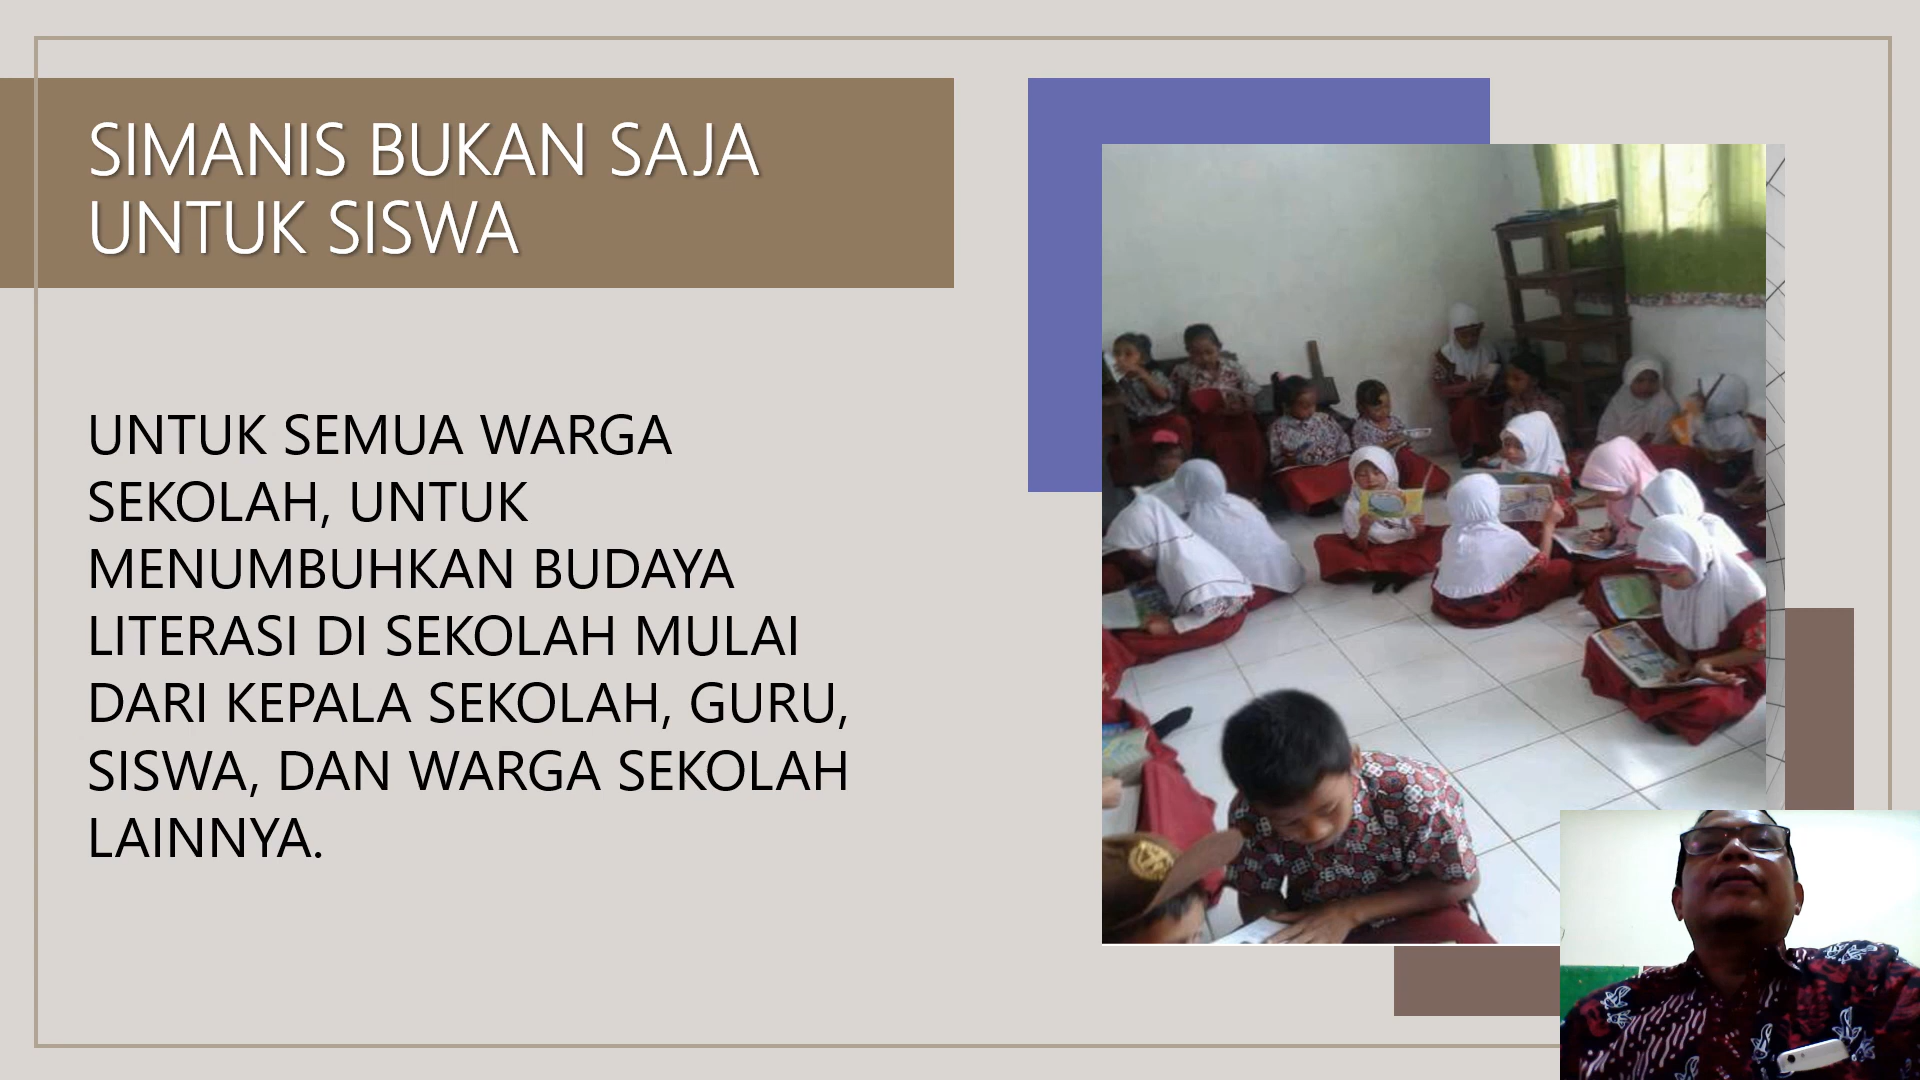 SIMANIS BUKAN SAJA
UNTUK SISWA
UNTUK SEMUA WARGA
SEKOLAH, UNTUK
MENUMBUHKAN BUDAYA
LITERASI DI SEKOLAH MULAI
DARI KEPALA SEKOLAH, GURU,
SISWA, DAN WARGA SEKOLAH
LAINNYA.